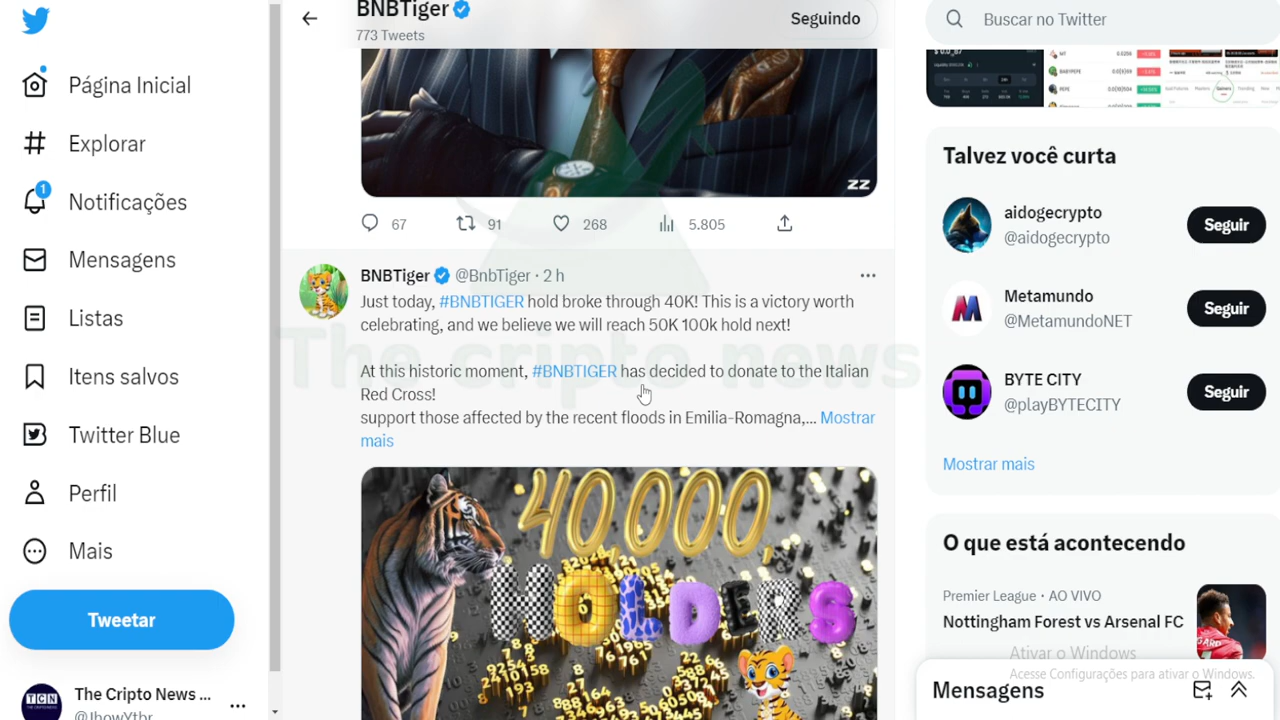 BNBTiger
773 Tweets
Seguindo
Buscar no Twitter
Página Inicial
Explorar
1
Notificações
Mensagens
Listas
Itens salvos
Twitter Blue
Perfil
Mais
Tweetar
The Cripto News ...
@JhowYtbr
TCN
ZZ
67 91 268 5.805
BNBTiger @BnbTiger · 2 h
Just today, #BNBTIGER hold broke through 40K! This is a victory worth
celebrating, and we believe we will reach 50K 100k hold next!
At this historic moment, #BNBTIGER has decided to donate to the Italian
Red Cross!
support those affected by the recent floods in Emilia-Romagna,... Mostrar
mais
The cripto news
40.000
HOLDERS
Talvez você curta
aidogecrypto
@aidogecrypto
Seguir
Metamundo
@MetamundoNET
Seguir
BYTE CITY
@playBYTECITY
Seguir
Mostrar mais
O que está acontecendo
Premier League · AO VIVO
Nottingham Forest vs Arsenal FC
Ativar o Windows
Acesse Configurações para ativar o Windows.
Mensagens